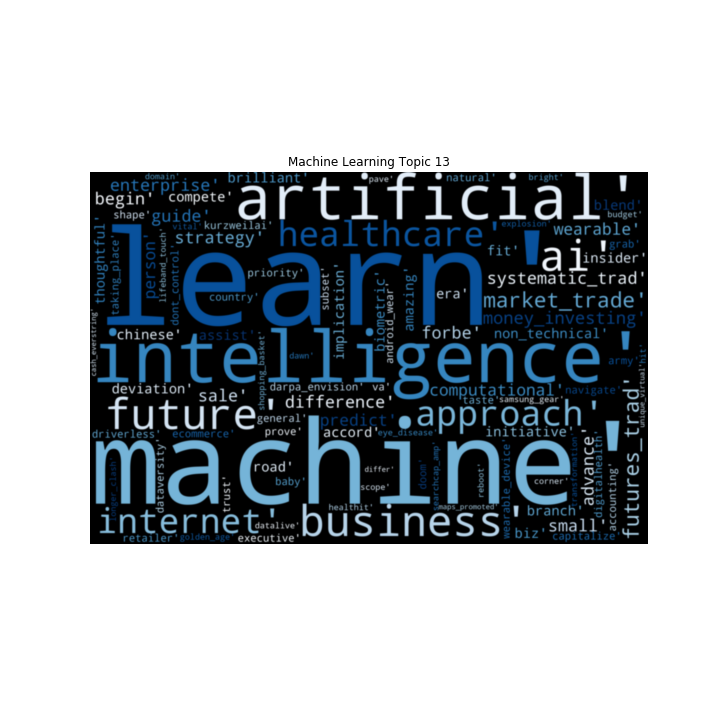 Machine Learning Topic 13
domain'
brilliant'
pave'
natural'
bright'
enterprise'
begin'
compete'
artificial'
blend'
budget'
shape'
guide'
vital'
kurzweilai'
healthcare'
explosion'
wearable'
grab'
thoughtful'
taking_place'
person'
lifeband_touch'
strategy'
dont_control'
learn'
fit'
ai'
insider'
priority'
subset'
implication'
biometric'
android_wear'
amazing'
era'
systematic_trad'
country'
market_trade'
money_investing'
chinese'
assist'
forbe'
non_technical'
cash_everstring'
intelligence'
shopping_basket'
dawn'
army'
hit'
unique_virtual'
deviation'
sale'
darpa_envision'
va'
computational'
navigate'
difference'
taste'
samsung_gear'
future'
general'
predict'
approach'
futures_trad'
driverless'
ecommerce'
prove'
accord'
eye_disease'
initiative'
machine'
dataversity'
trust'
road'
baby'
differ'
scope'
doom'
searchcap_amp'
reboot'
wearable_device'
corner'
transformation'
advance'
digitalhealth'
accounting'
internet'
datalive'
healthit'
business'
maps_promoted'
branch'
small'
retailer'
golden_age'
executive'
biz'
capitalize'